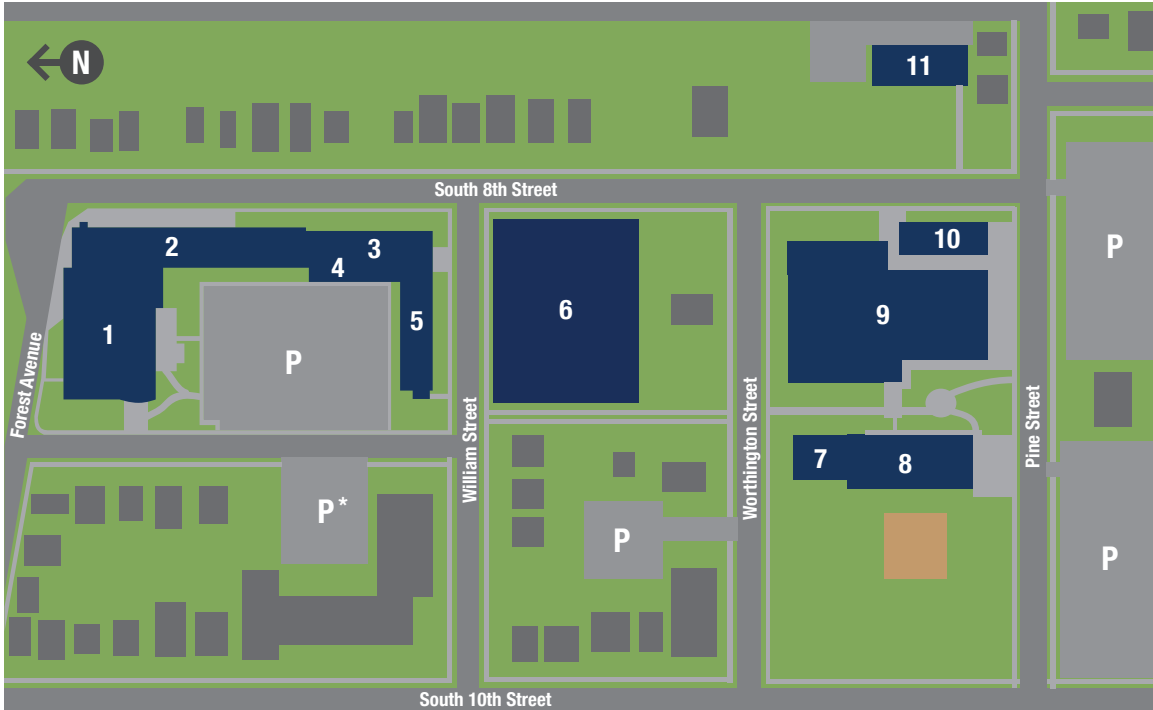 N
11
South 8th Street
2
3
10
4
P
6
5
9
1
P
Forest Avenue
William Street
Worthington Street
Pine Street
7
8
P*
P
P
South 10th Street